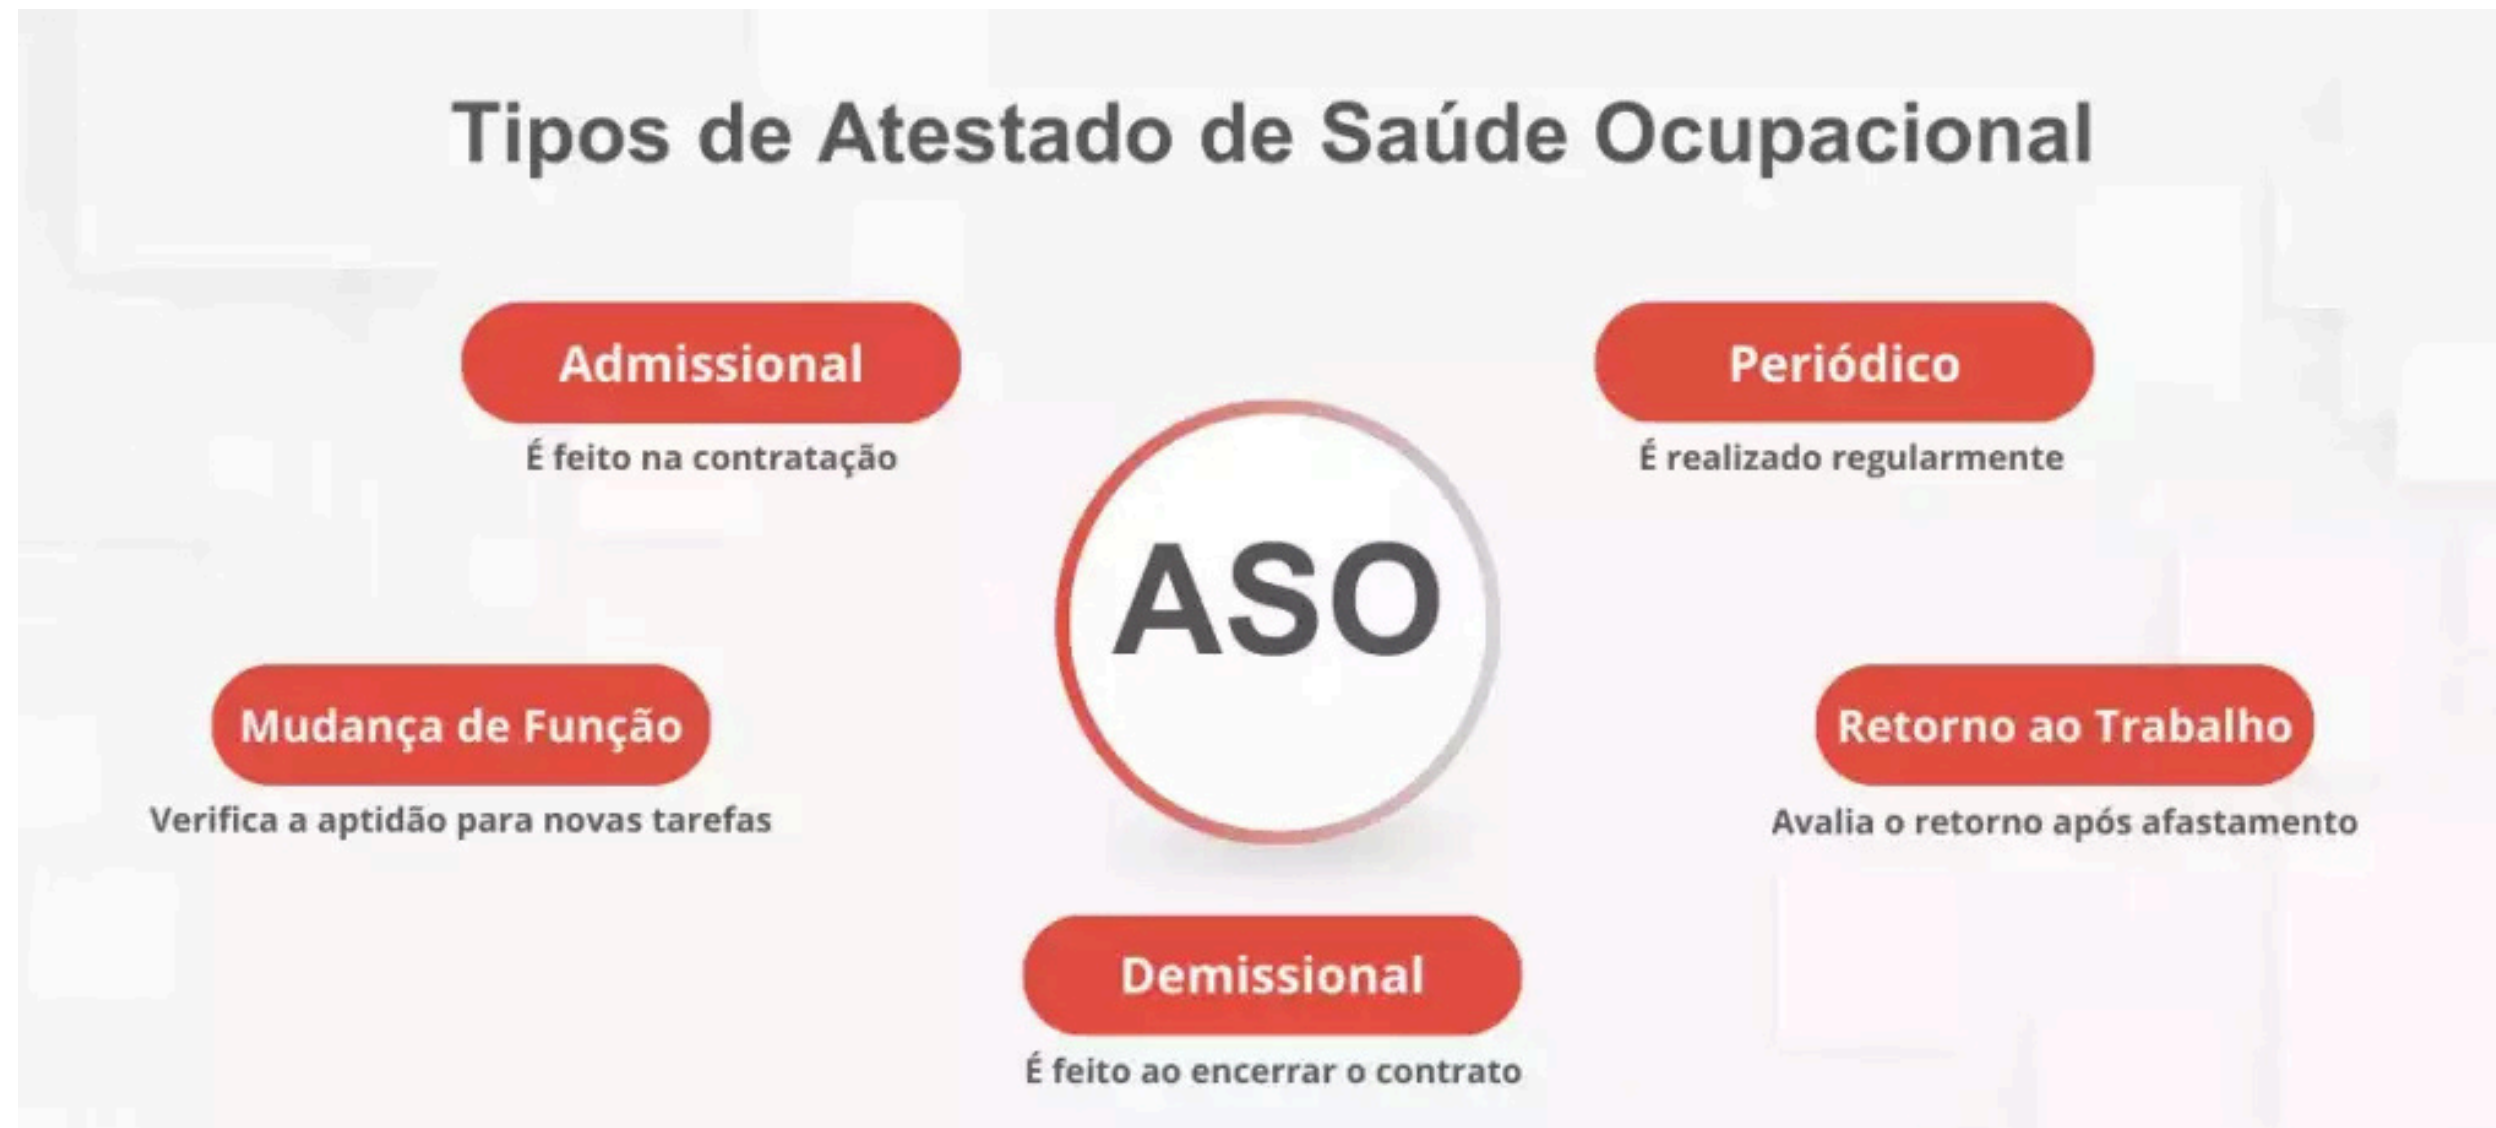 Tipos de Atestado de Saúde Ocupacional
Admissional
É feito na contratação
Periódico
É realizado regularmente
ASO
Mudança de Função
Verifica a aptidão para novas tarefas
Retorno ao Trabalho
Avalia o retorno após afastamento
Demissional
É feito ao encerrar o contrato